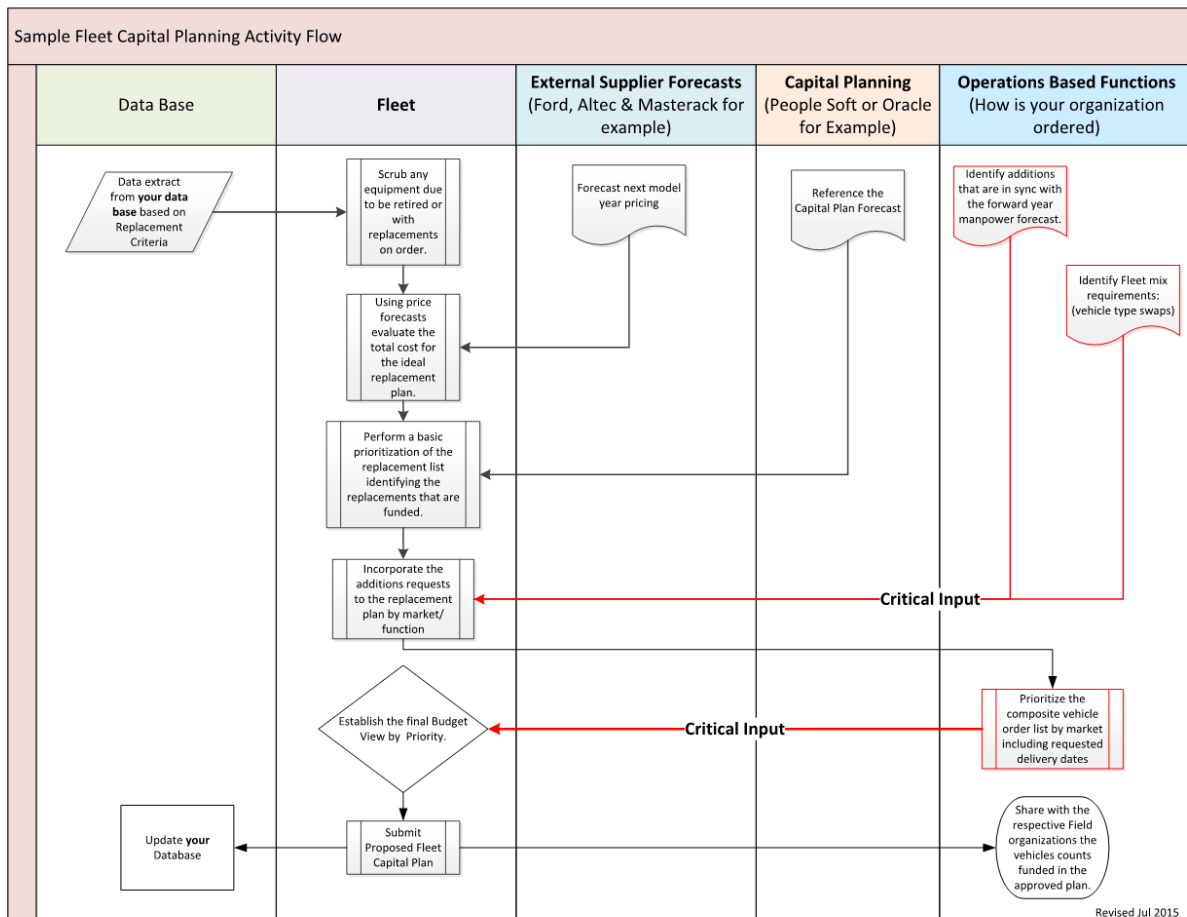 Sample Fleet Capital Planning Activity Flow
Data Base
Fleet
External Supplier Forecasts
(Ford, Altec & Masterack for
example)
Capital Planning
(People Soft or Oracle
for Example)
Operations Based Functions
(How is your organization
ordered)
Data extract
from your data
base based on
Replacement
Criteria
Scrub any
equipment due
to be retired or
with
replacements
on order.
Forecast next model
year pricing
Reference the
Capital Plan Forecast
Identify additions
that are in sync with
the forward year
manpower forecast.
Identify Fleet mix
requirements:
(vehicle type swaps)
Using price
forecasts
evaluate the
total cost for
the ideal
replacement
plan.
Perform a basic
prioritization of the
replacement list
identifying the
replacements that are
funded.
Incorporate the
additions requests
to the replacement
plan by market/
function
Critical Input
Prioritize the
composite vehicle
order list by market
including requested
delivery dates
Critical Input
Establish the final Budget
View by Priority.
Update your
Database
Submit
Proposed Fleet
Capital Plan
Share with the
respective Field
organizations the
vehicles counts
funded in the
approved plan.
Revised Jul 2015